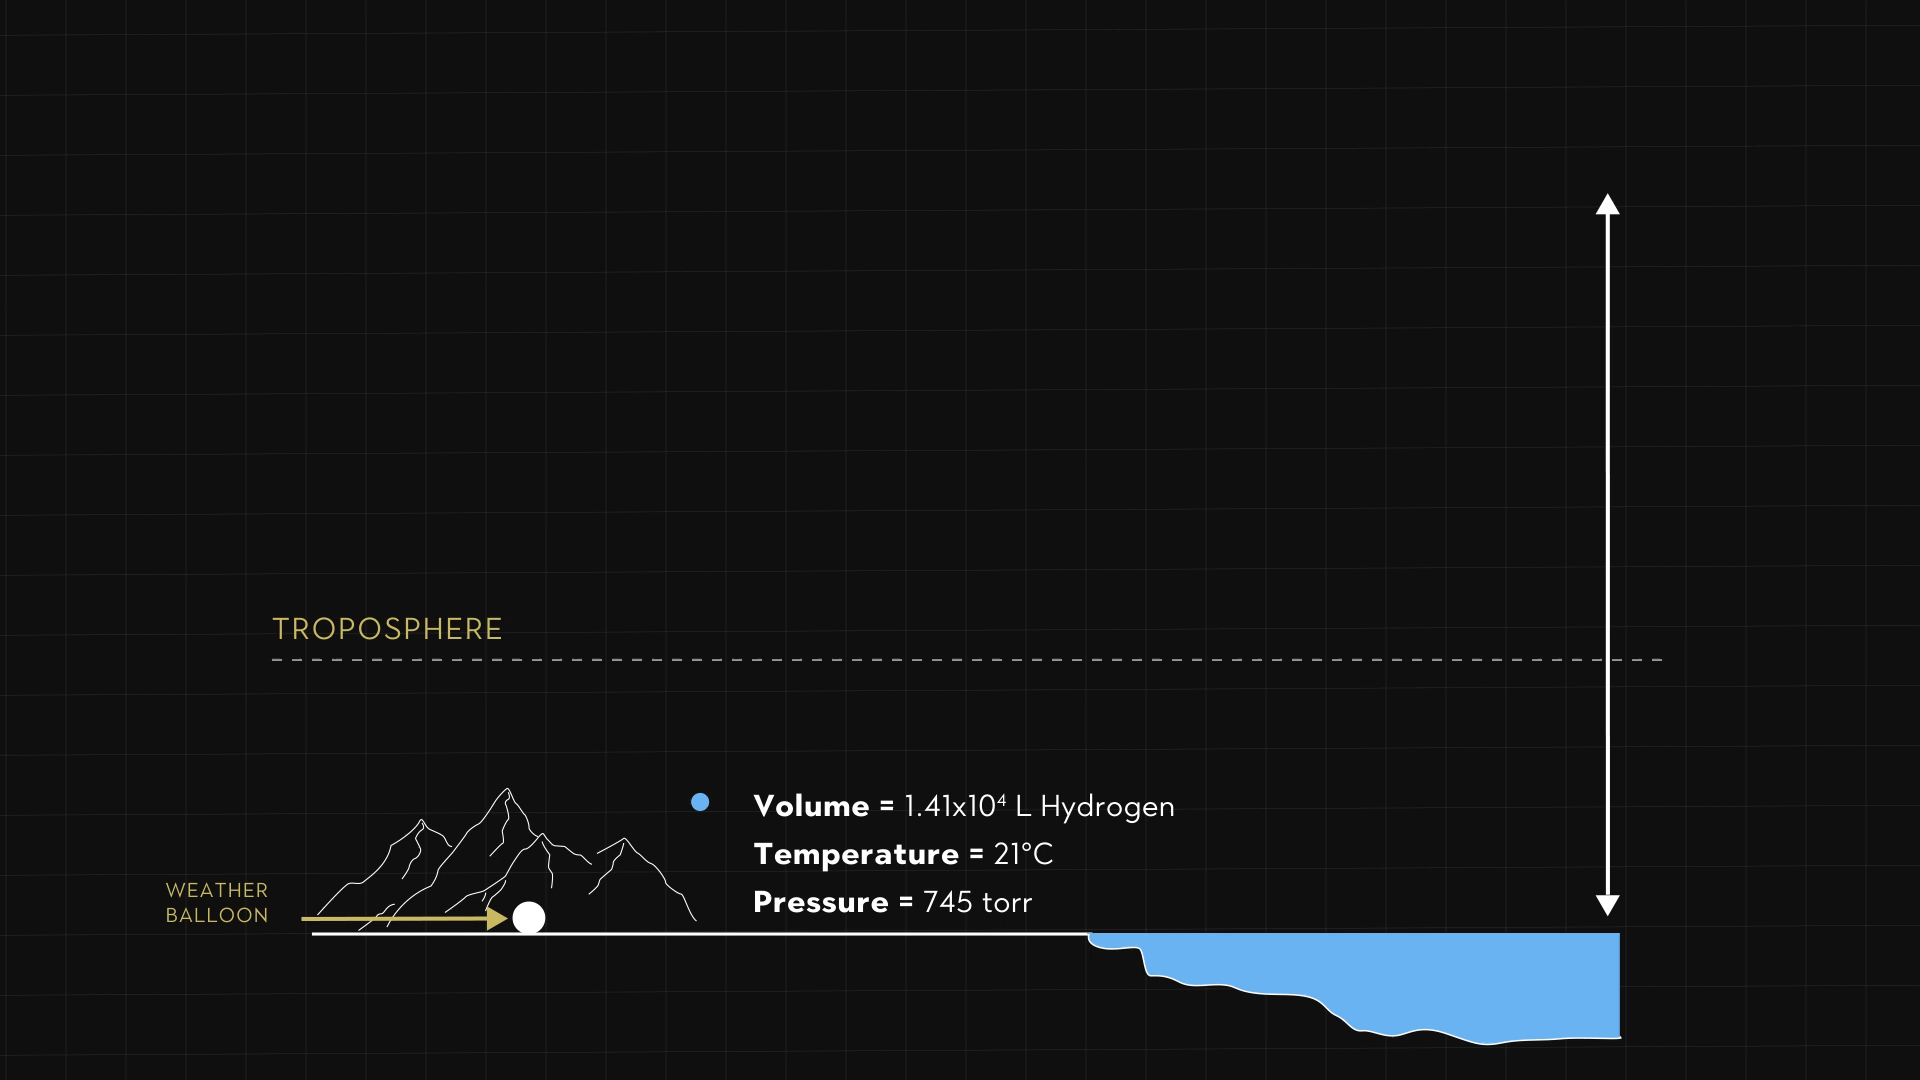 TROPOSPHERE
Volume = 1.41x10⁴ L Hydrogen
Temperature = 21°C
Pressure = 745 torr
WEATHER
BALLOON